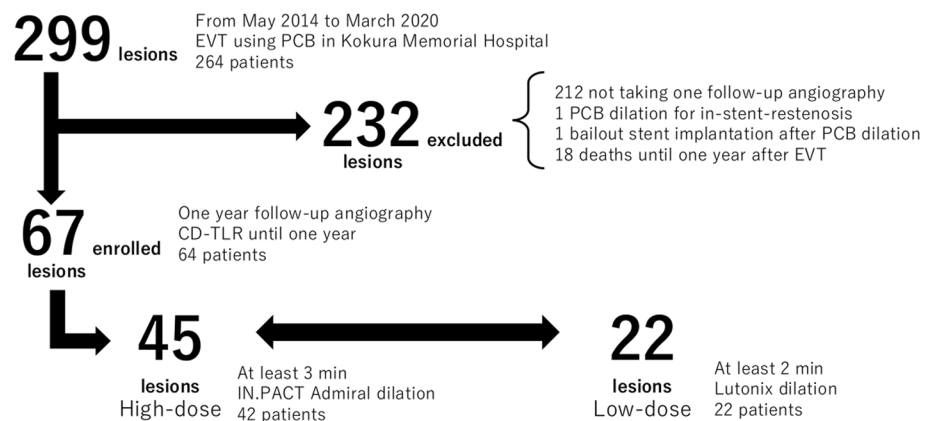 299 lesions
From May 2014 to March 2020
EVT using PCB in Kokura Memorial Hospital
264 patients
232 excluded
lesions
212 not taking one follow-up angiography
1 PCB dilation for in-stent-restenosis
1 bailout stent implantation after PCB dilation
18 deaths until one year after EVT
67 enrolled
lesions
One year follow-up angiography
CD-TLR until one year
64 patients
45
lesions
High-dose
At least 3 min
IN.PACT Admiral dilation
42 patients
22
lesions
Low-dose
At least 2 min
Lutonix dilation
22 patients